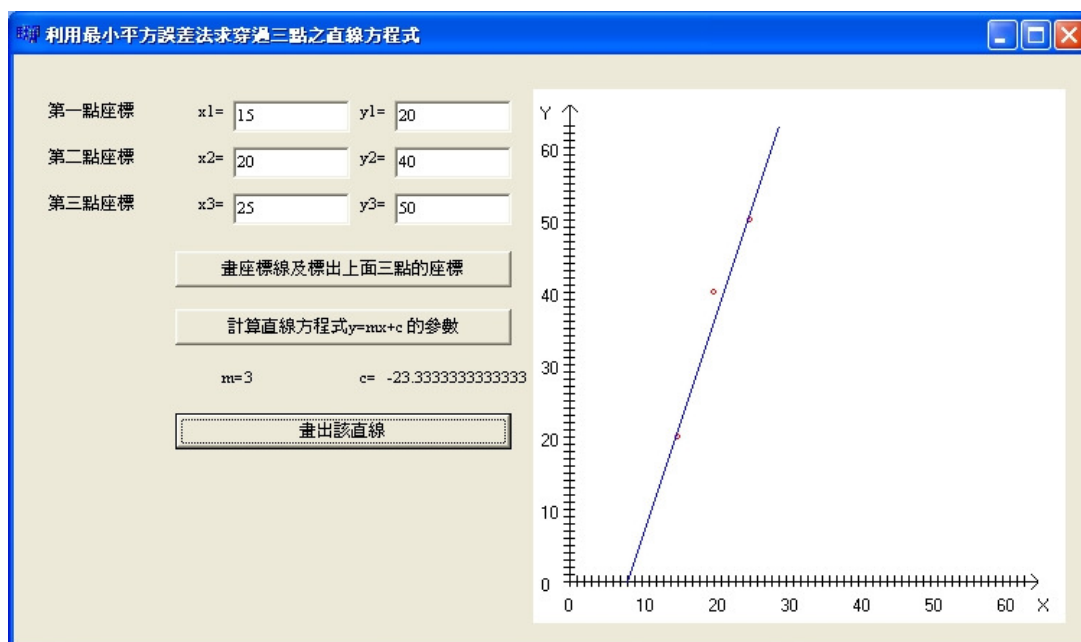 利用最小平方誤差法求穿過三點之直線方程式
第一點座標 x1= 15 y1= 20
第二點座標 x2= 20 y2= 40
第三點座標 x3= 25 y3= 50
畫座標線及標出上面三點的座標
計算直線方程式y=mx+c 的參數
m=3 c= -23.3333333333333
畫出該直線
Y
60
50
40
30
20
10
0
0 10 20 30 40 50 60 X